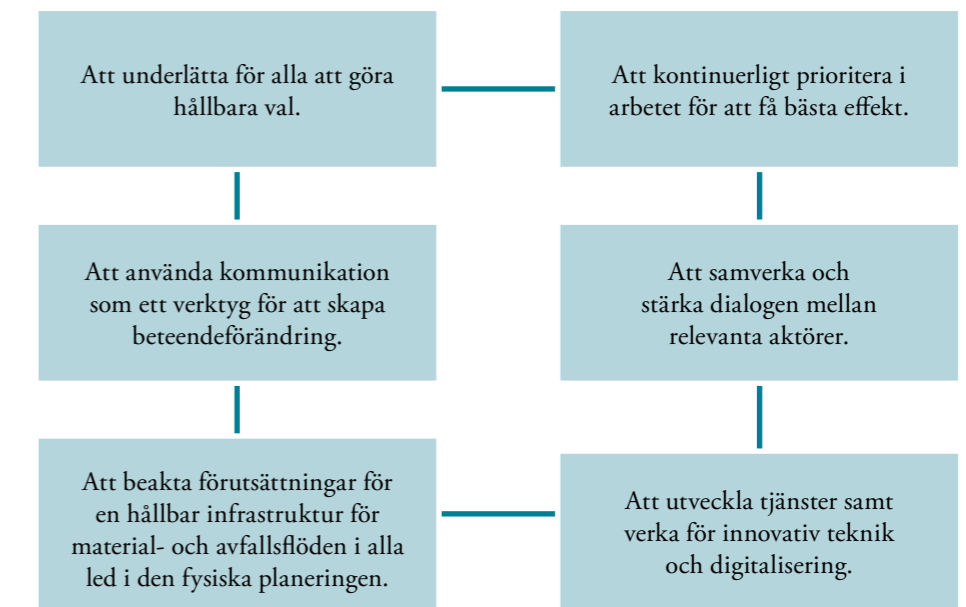 Att underlätta för alla att göra
hållbara val.
Att kontinuerligt prioritera i
arbetet för att få bästa effekt.
Att använda kommunikation
som ett verktyg för att skapa
beteendeförändring.
Att samverka och
stärka dialogen mellan
relevanta aktörer.
Att beakta förutsättningar för
en hållbar infrastruktur för
material- och avfallsflöden i alla
led i den fysiska planeringen.
Att utveckla tjänster samt
verka för innovativ teknik
och digitalisering.